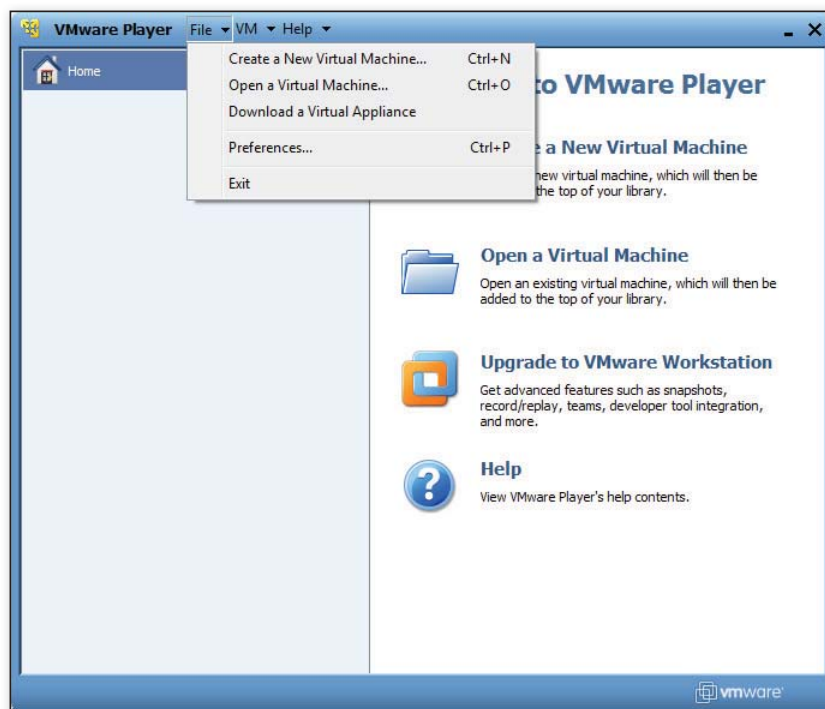 VMware Player File VM Help
Home
Create a New Virtual Machine... Ctrl+N
Open a Virtual Machine... Ctrl+O
Download a Virtual Appliance
Preferences... Ctrl+P
Exit
to VMware Player
a New Virtual Machine
new virtual machine, which will then be
the top of your library.
Open a Virtual Machine
Open an existing virtual machine, which will then be
added to the top of your library.
Upgrade to VMware Workstation
Get advanced features such as snapshots,
record/replay, teams, developer tool integration,
and more.
Help
View VMware Player's help contents.
vmware